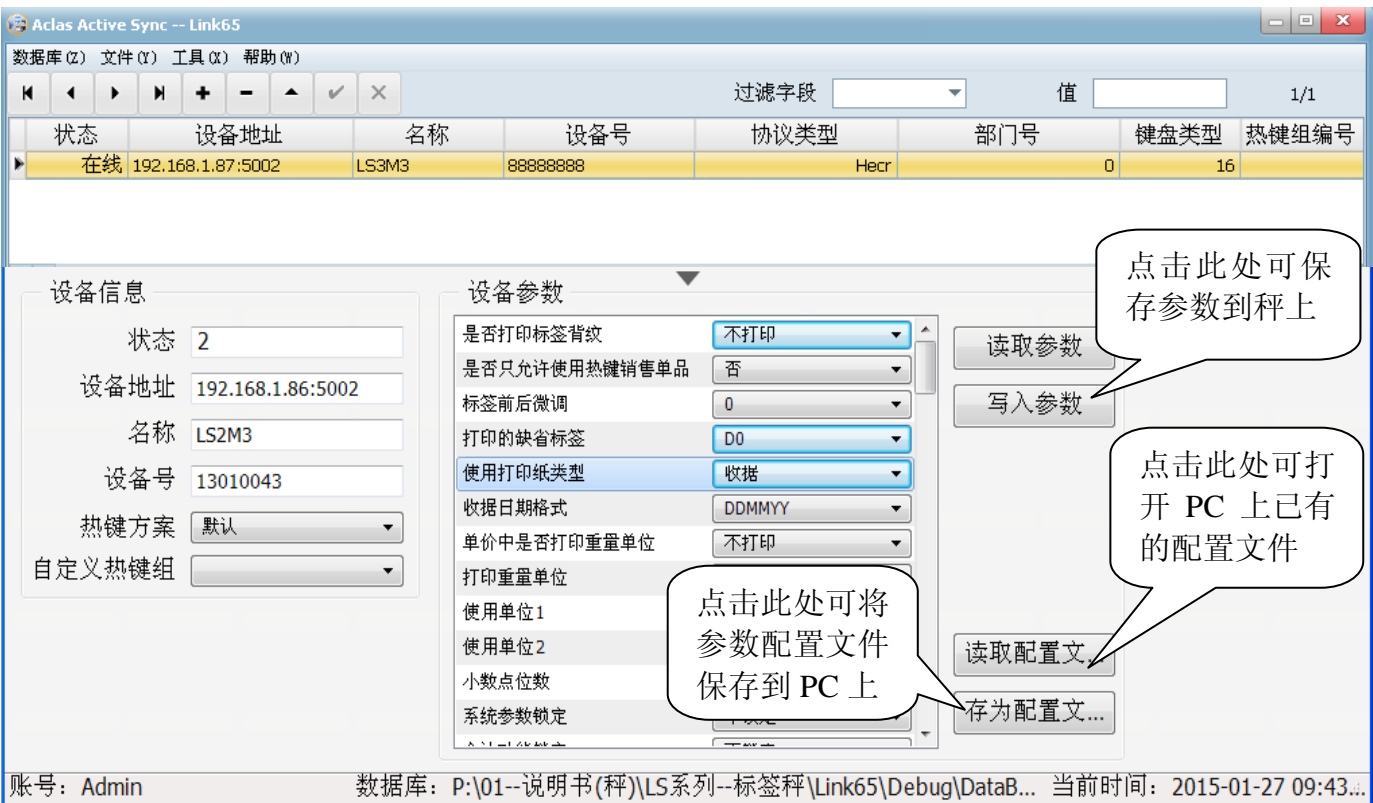 Aclas Active Sync -- Link65
数据库(Z) 文件(Y) 工具(X) 帮助(W)
过滤字段 值 1/1
状态 设备地址 名称 设备号 协议类型 部门号 键盘类型 热键组编号
在线 192.168.1.87:5002 LS3M3 88888888 Hecr 0 16
点击此处可保
存参数到秤上
设备信息
状态 2
设备地址 192.168.1.86:5002
名称 LS2M3
设备号 13010043
热键方案 默认
自定义热键组
设备参数
是否打印标签背纹 不打印
是否只允许使用热键销售单品 否
标签前后微调 0
打印的缺省标签 D0
使用打印纸类型 收据
收据日期格式 DDMMYY
单价中是否打印重量单位 不打印
打印重量单位
使用单位1
使用单位2
小数点位数
系统参数锁定
读取参数
写入参数
点击此处可打
开 PC 上已有
的配置文件
点击此处可将
参数配置文件
保存到 PC 上
读取配置文...
存为配置文...
账号: Admin 数据库: P:\01--说明书(秤)\LS系列--标签秤\Link65\Debug\DataB... 当前时间: 2015-01-27 09:43...